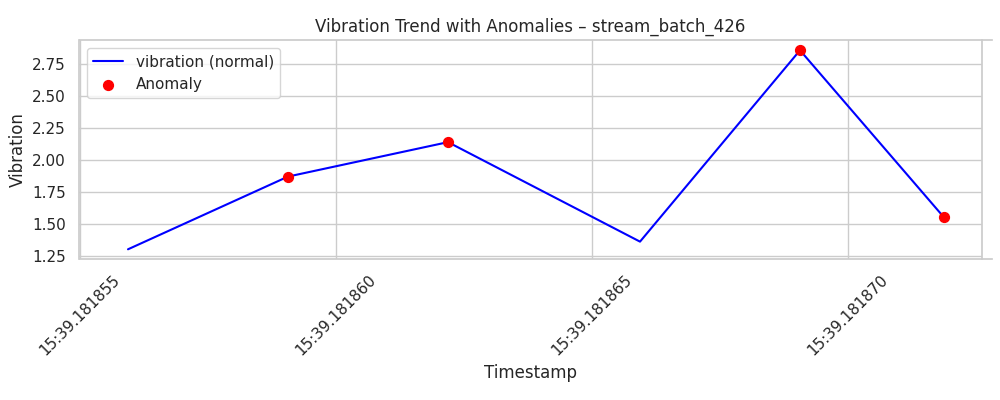 Vibration Trend with Anomalies – stream_batch_426
vibration (normal)
Anomaly
Vibration
2.75
2.50
2.25
2.00
1.75
1.50
1.25
15:39.181855
15:39.181860
15:39.181865
15:39.181870
Timestamp